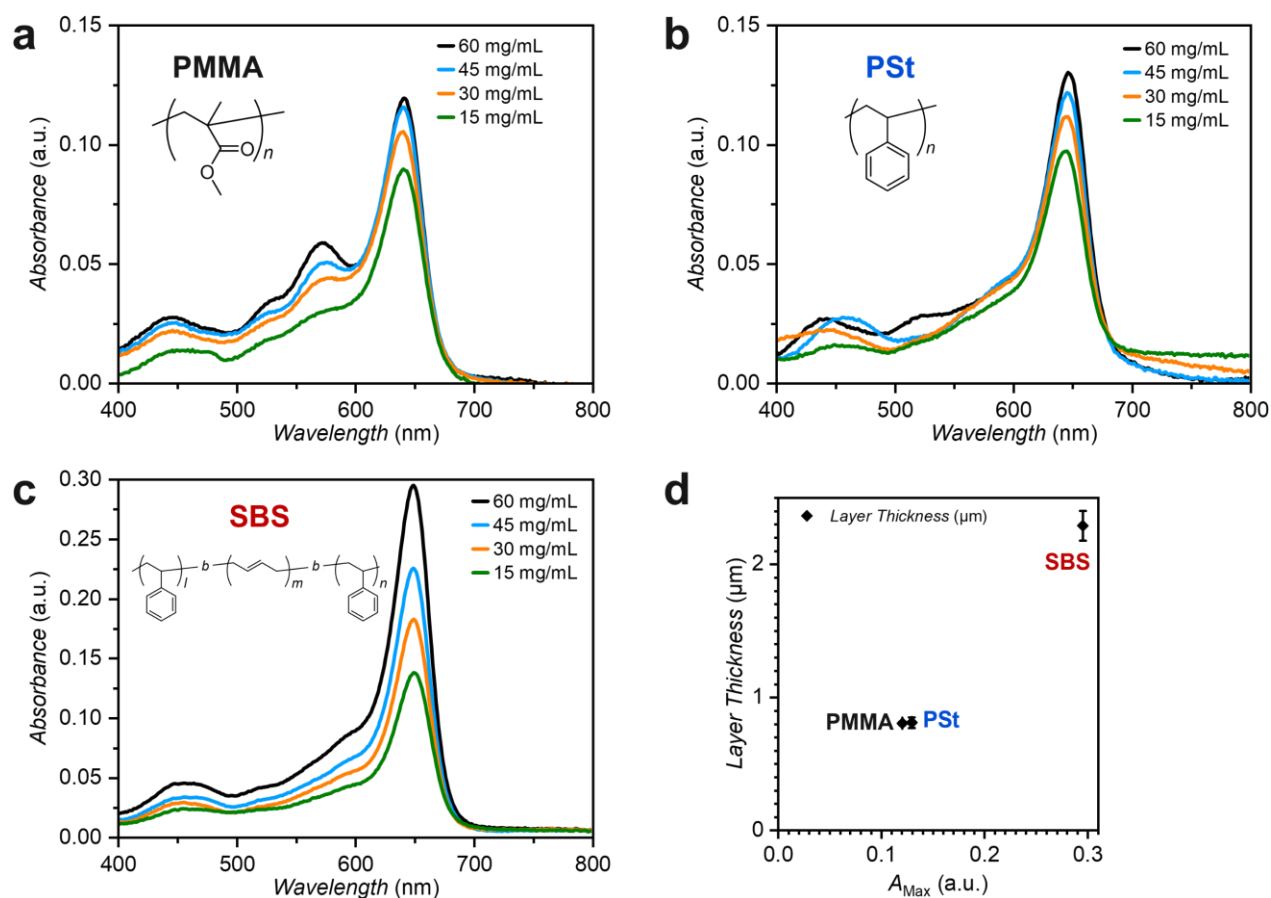 a
PMMA
n
O
O
60 mg/mL
45 mg/mL
30 mg/mL
15 mg/mL
0.15
0.10
0.05
0.00
Absorbance (a.u.)
400 500 600 700 800
Wavelength (nm)
b
PSt
n
60 mg/mL
45 mg/mL
30 mg/mL
15 mg/mL
0.15
0.10
0.05
0.00
Absorbance (a.u.)
400 500 600 700 800
Wavelength (nm)
c
SBS
l b m b n
60 mg/mL
45 mg/mL
30 mg/mL
15 mg/mL
0.30
0.25
0.20
0.15
0.10
0.05
0.00
Absorbance (a.u.)
400 500 600 700 800
Wavelength (nm)
d
Layer Thickness (μm)
SBS
PMMA PSt
2
1
0
Layer Thickness (μm)
0.0 0.1 0.2 0.3
AMax (a.u.)